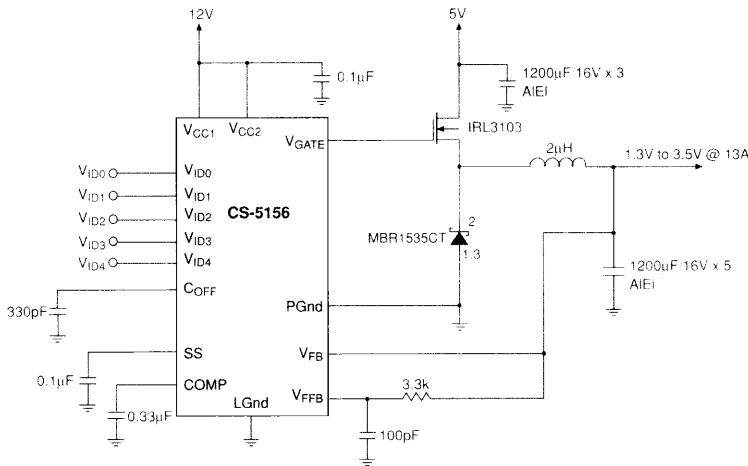 12V
5V
0.1µF
1200µF/16V x 3
AlEl
VCC1
VCC2
VGATE
IRL3103
2µH
1.3V to 3.5V @ 13A
VID0
VID0
VID1
VID1
CS-5156
VID2
VID2
VID3
VID3
VID4
VID4
MBR1535CT
2
1.3
1200µF/16V x 5
AlEl
COFF
330pF
PGnd
SS
VFB
0.1µF
COMP
3.3k
VFFB
0.33µF
LGnd
100pF